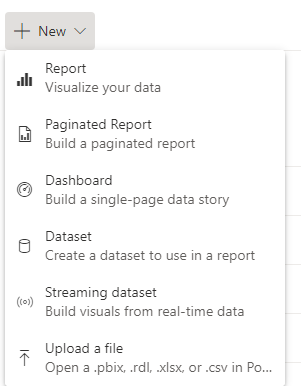 New
Report
Visualize your data
Paginated Report
Build a paginated report
Dashboard
Build a single-page data story
Dataset
Create a dataset to use in a report
Streaming dataset
Build visuals from real-time data
Upload a file
Open a .pbix, .rdl, .xlsx, or .csv in Po...